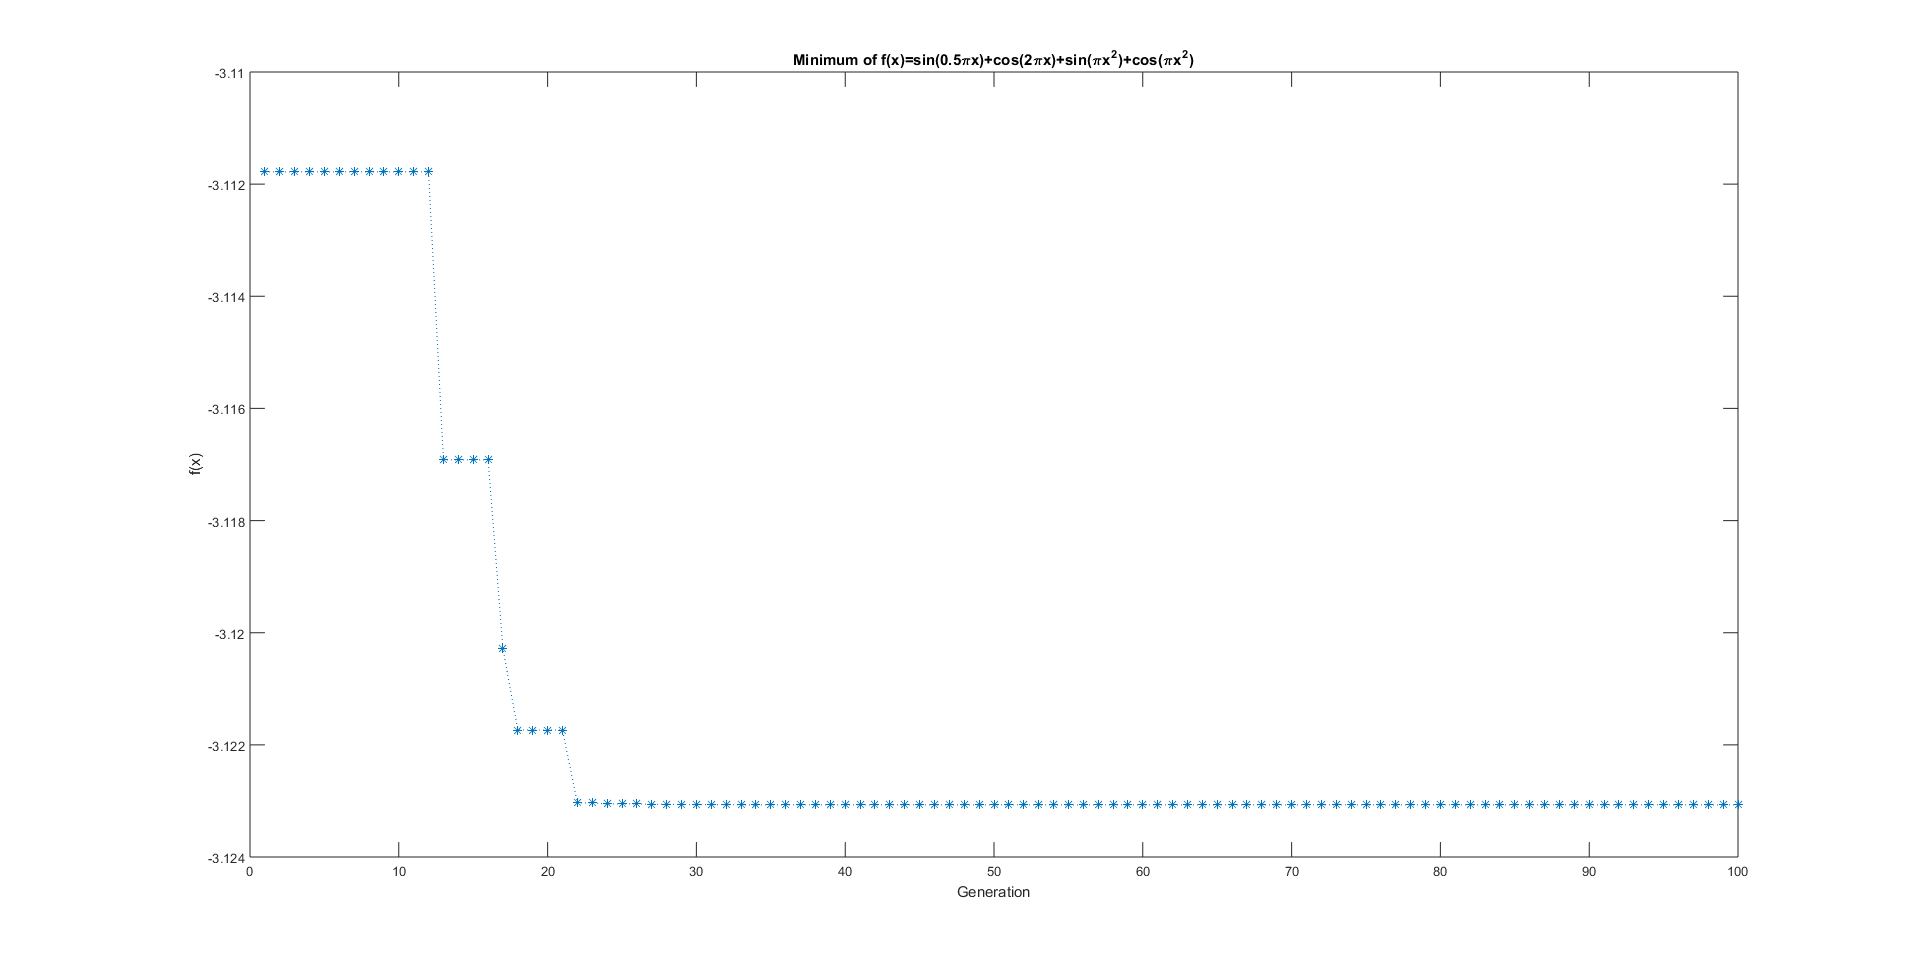 Minimum of f(x)=sin(0.5πx)+cos(2πx)+sin(πx²)+cos(πx²)
-3.11
-3.112
-3.114
-3.116
f(x)
-3.118
-3.12
-3.122
-3.124
0 10 20 30 40 50 60 70 80 90 100
Generation